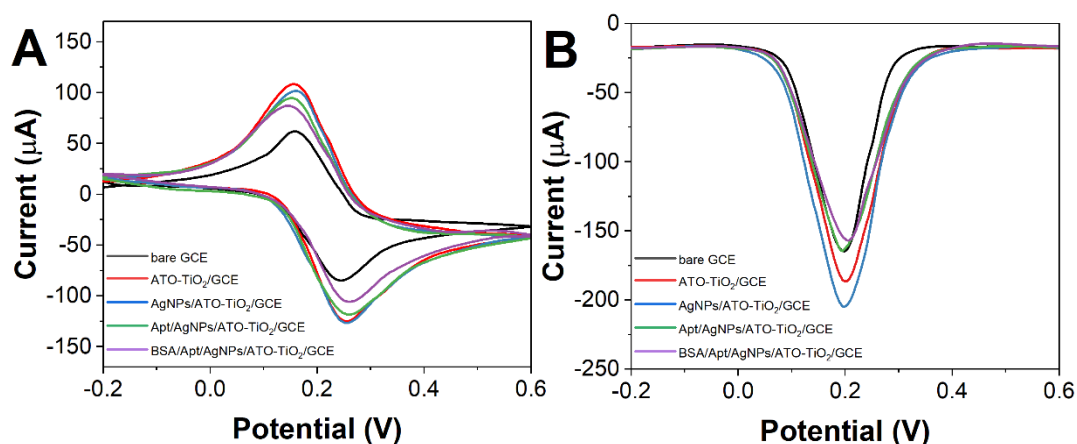 A
Current (μA)
150
100
50
0
-50
-100
-150
bare GCE
ATO-TiO₂/GCE
AgNPs/ATO-TiO₂/GCE
Apt/AgNPs/ATO-TiO₂/GCE
BSA/Apt/AgNPs/ATO-TiO₂/GCE
-0.2 0.0 0.2 0.4 0.6
Potential (V)
B
Current (μA)
0
-50
-100
-150
-200
-250
bare GCE
ATO-TiO₂/GCE
AgNPs/ATO-TiO₂/GCE
Apt/AgNPs/ATO-TiO₂/GCE
BSA/Apt/AgNPs/ATO-TiO₂/GCE
-0.2 0.0 0.2 0.4 0.6
Potential (V)